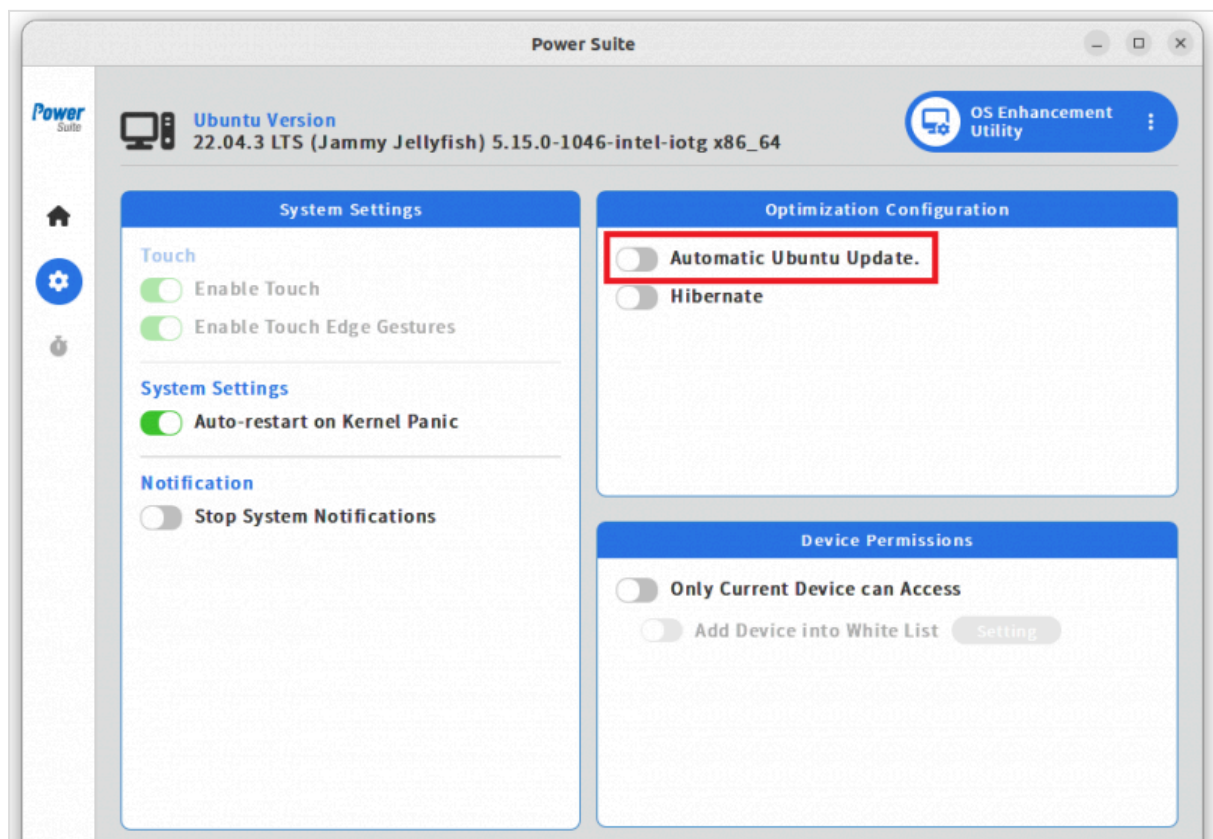 Power Suite
Power
Suite
Ubuntu Version
22.04.3 LTS (Jammy Jellyfish) 5.15.0-1046-intel-iotg x86_64
OS Enhancement
Utility
System Settings
Touch
Enable Touch
Enable Touch Edge Gestures
System Settings
Auto-restart on Kernel Panic
Notification
Stop System Notifications
Optimization Configuration
Automatic Ubuntu Update.
Hibernate
Device Permissions
Only Current Device can Access
Add Device into White List Setting